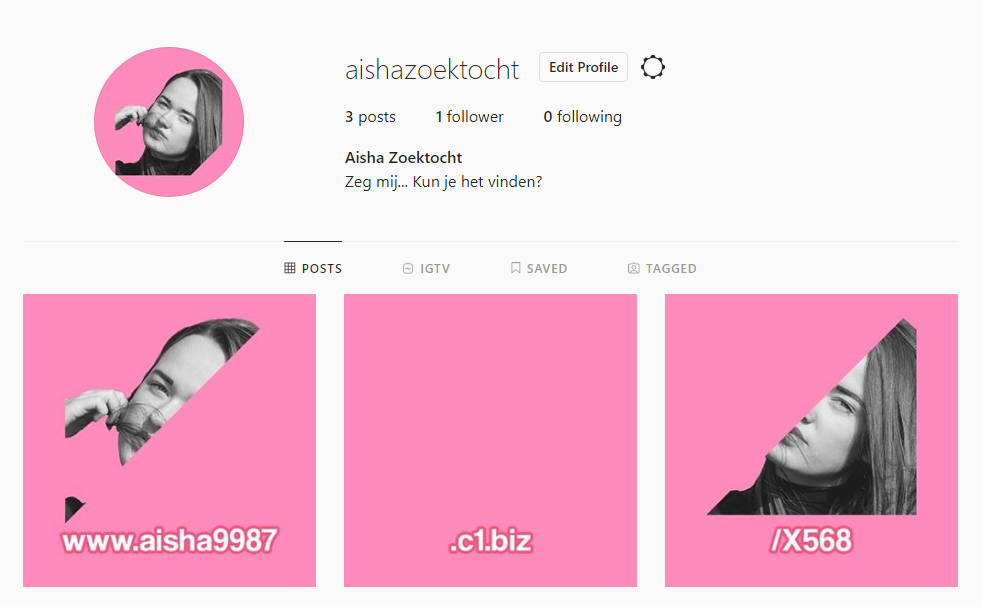 aishazoektocht Edit Profile
3 posts 1 follower 0 following
Aisha Zoektocht
Zeg mij... Kun je het vinden?
POSTS IGTV SAVED TAGGED
www.aisha9987 .c1.biz /X568